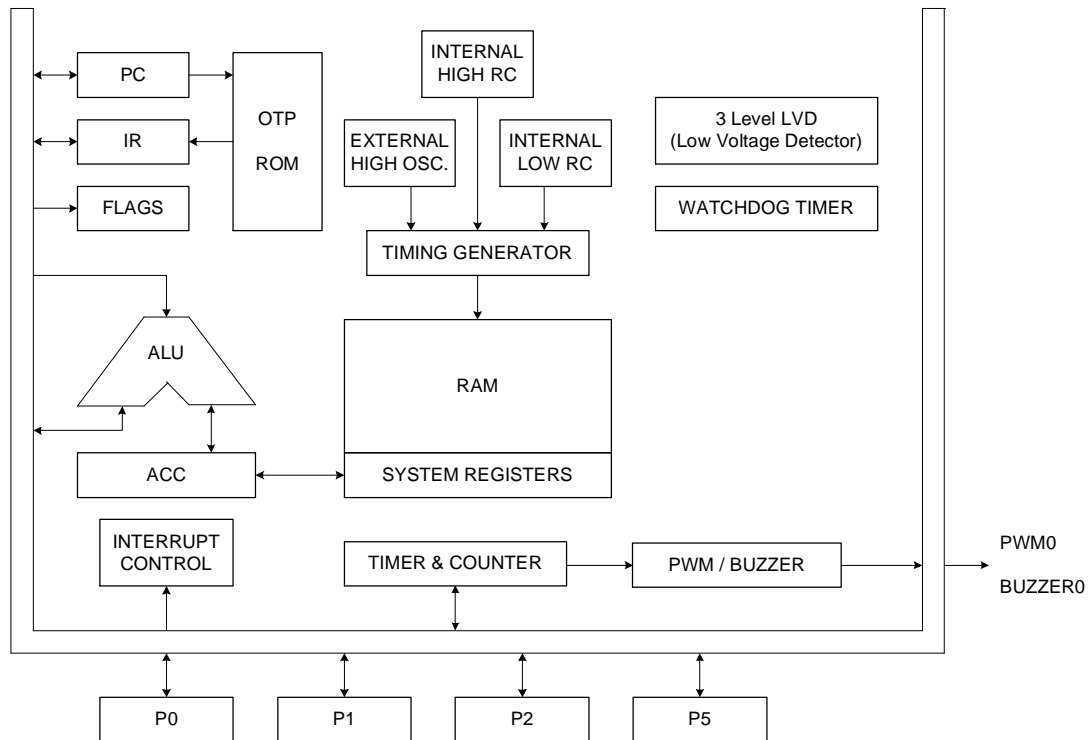 PC
IR
FLAGS
OTP
ROM
INTERNAL
HIGH RC
EXTERNAL
HIGH OSC.
INTERNAL
LOW RC
TIMING GENERATOR
3 Level LVD
(Low Voltage Detector)
WATCHDOG TIMER
ALU
RAM
ACC
SYSTEM REGISTERS
INTERRUPT
CONTROL
TIMER & COUNTER
PWM / BUZZER
PWM0
BUZZER0
P0
P1
P2
P5